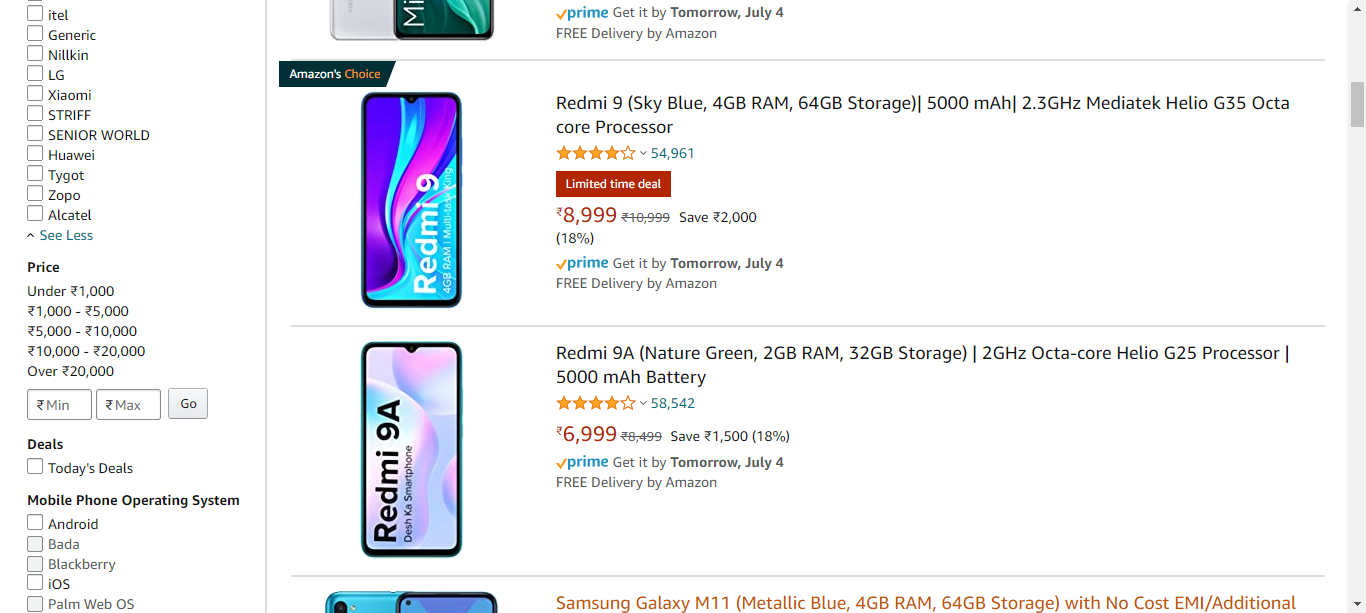 itel
Generic
Nillkin
LG
Xiaomi
STRIFF
SENIOR WORLD
Huawei
Tygot
Zopo
Alcatel
See Less
Price
Under ₹1,000
₹1,000 - ₹5,000
₹5,000 - ₹10,000
₹10,000 - ₹20,000
Over ₹20,000
₹ Min ₹ Max Go
Deals
Today's Deals
Mobile Phone Operating System
Android
Bada
Blackberry
iOS
Palm Web OS
Mi
prime Get it by Tomorrow, July 4
FREE Delivery by Amazon
Amazon's Choice
Redmi 9
4GB RAM | Multi-task King
Redmi 9 (Sky Blue, 4GB RAM, 64GB Storage)| 5000 mAh| 2.3GHz Mediatek Helio G35 Octa
core Processor
54,961
Limited time deal
₹8,999 ₹10,999 Save ₹2,000
(18%)
prime Get it by Tomorrow, July 4
FREE Delivery by Amazon
Redmi 9A
Desh Ka Smartphone
Redmi 9A (Nature Green, 2GB RAM, 32GB Storage) | 2GHz Octa-core Helio G25 Processor |
5000 mAh Battery
58,542
₹6,999 ₹8,499 Save ₹1,500 (18%)
prime Get it by Tomorrow, July 4
FREE Delivery by Amazon
Samsung Galaxy M11 (Metallic Blue, 4GB RAM, 64GB Storage) with No Cost EMI/Additional